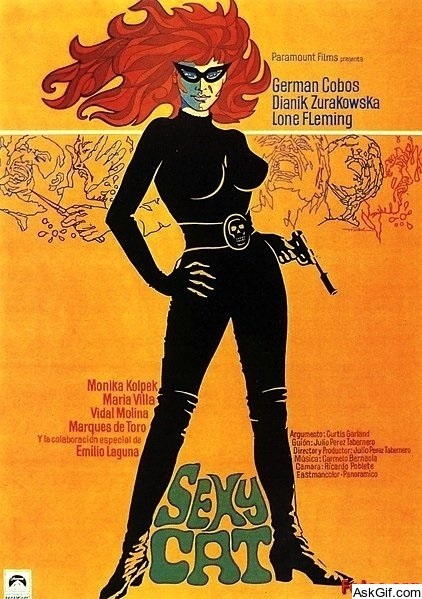 Paramount Films presenta
German Cobos
Dianik Zurakowska
Lone Fleming
Monika Kolpek
Maria Villa
Vidal Molina
Marques de Toro
Y la colaboración especial de
Emilio Laguna
Argumento: Curtis Garland
Guión: Julio Perez Tabernero
Director y Productor: Julio Perez Tabernero
Música: Carmelo Bernaola
Cámara: Ricardo Poblete
Eastmancolor - Panoramico
SEXY
CAT
AskGif.com